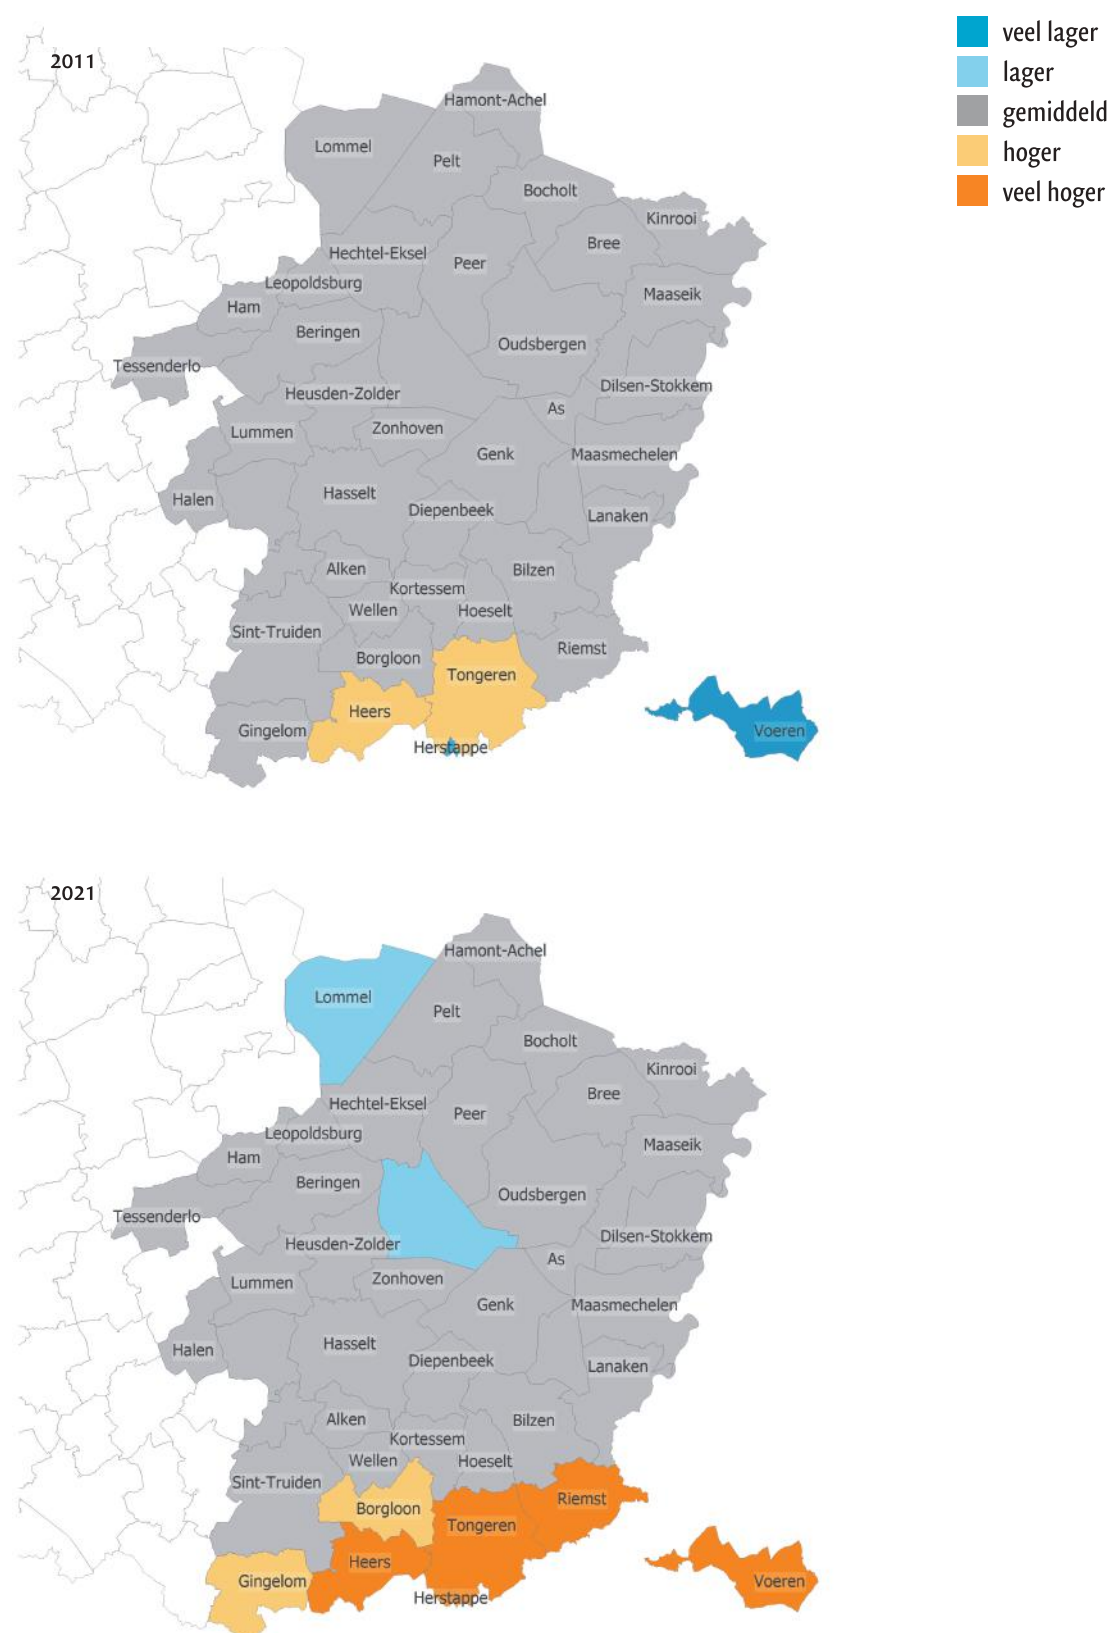 veel lager
lager
gemiddeld
hoger
veel hoger
2011
Hamont-Achel
Lommel
Pelt
Bocholt
Kinrooi
Bree
Hechtel-Eksel
Peer
Leopoldsburg
Maaseik
Ham
Beringen
Oudsbergen
Tessenderlo
Dilsen-Stokkem
Heusden-Zolder
As
Zonhoven
Lummen
Genk
Maasmechelen
Hasselt
Halen
Diepenbeek
Lanaken
Alken
Bilzen
Kortessem
Wellen
Hoeselt
Sint-Truiden
Riemst
Borgloon
Tongeren
Heers
Gingelom
Voeren
Herstappe
2021
Hamont-Achel
Lommel
Pelt
Bocholt
Kinrooi
Bree
Hechtel-Eksel
Peer
Leopoldsburg
Maaseik
Ham
Beringen
Oudsbergen
Tessenderlo
Dilsen-Stokkem
Heusden-Zolder
As
Zonhoven
Lummen
Genk
Maasmechelen
Hasselt
Halen
Diepenbeek
Lanaken
Alken
Bilzen
Kortessem
Wellen
Hoeselt
Sint-Truiden
Riemst
Borgloon
Tongeren
Heers
Gingelom
Voeren
Herstappe